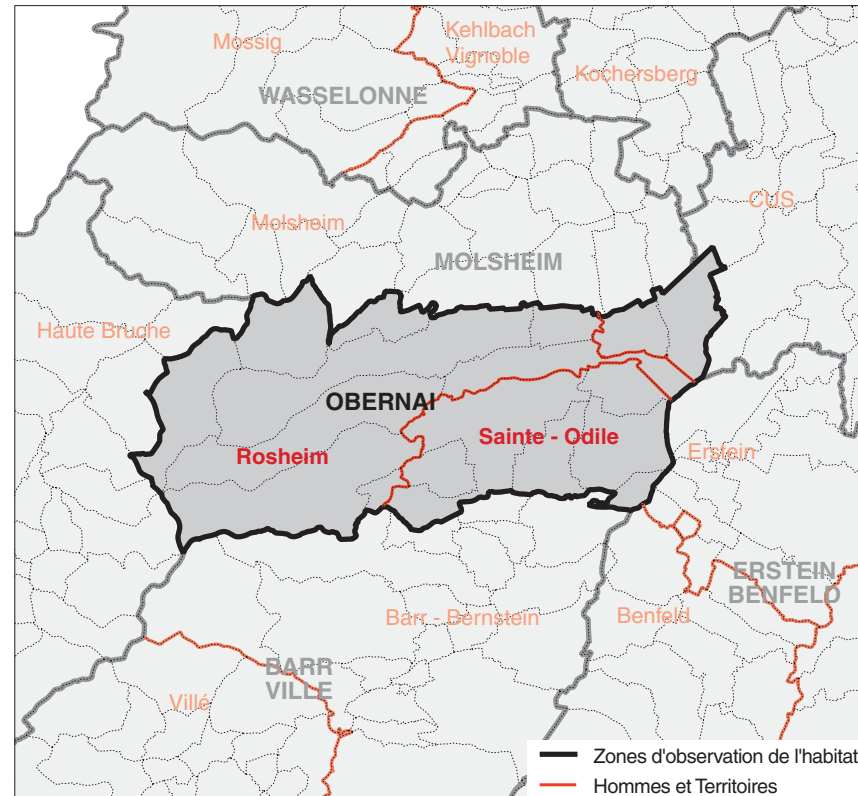 Mossig
Kehlbach
Vignoble
Kochersberg
WASSELONNE
CUS
Molsheim
MOLSHEIM
Haute Bruche
OBERNAI
Sainte - Odile
Rosheim
Erstein
ERSTEIN
BENFELD
Barr - Bernstein
Benfeld
BARR
VILLE
Villé
Zones d'observation de l'habitat
Hommes et Territoires